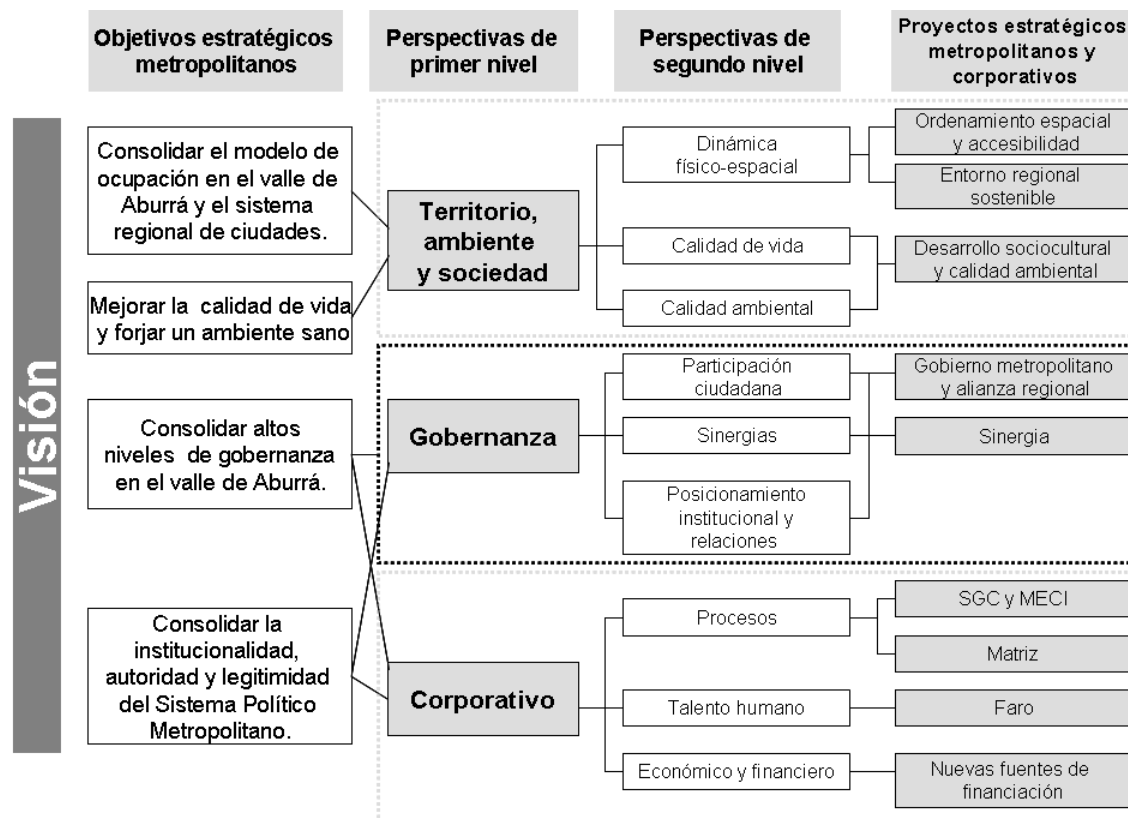 Objetivos estratégicos
metropolitanos
Perspectivas de
primer nivel
Perspectivas de
segundo nivel
Proyectos estratégicos
metropolitanos y
corporativos
Visión
Consolidar el modelo de
ocupación en el valle de
Aburrá y el sistema
regional de ciudades.
Mejorar la calidad de vida
y forjar un ambiente sano
Consolidar altos
niveles de gobernanza
en el valle de Aburrá.
Consolidar la
institucionalidad,
autoridad y legitimidad
del Sistema Político
Metropolitano.
Territorio,
ambiente
y sociedad
Gobernanza
Corporativo
Dinámica
físico-espacial
Calidad de vida
Calidad ambiental
Participación
ciudadana
Sinergias
Posicionamiento
institucional y
relaciones
Procesos
Talento humano
Económico y financiero
Ordenamiento espacial
y accesibilidad
Entorno regional
sostenible
Desarrollo sociocultural
y calidad ambiental
Gobierno metropolitano
y alianza regional
Sinergia
SGC y MECI
Matriz
Faro
Nuevas fuentes de
financiación